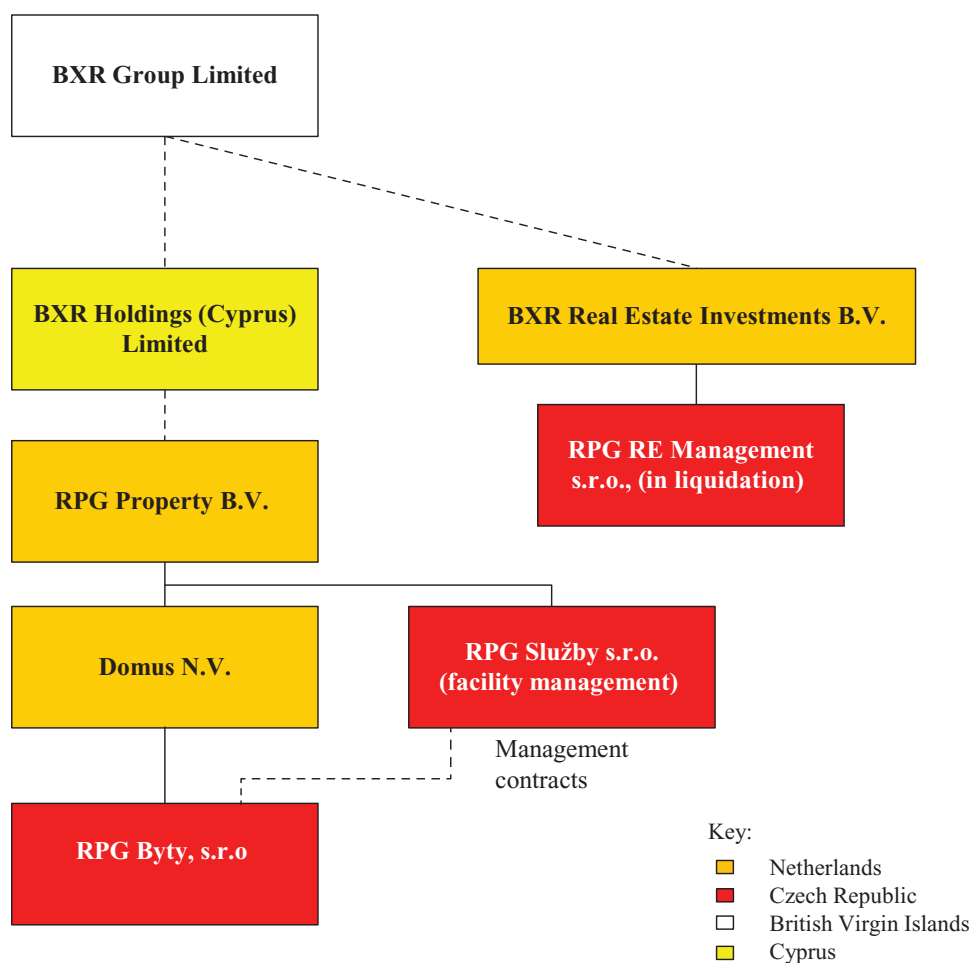 BXR Group Limited
BXR Holdings (Cyprus)
Limited
BXR Real Estate Investments B.V.
RPG RE Management
s.r.o., (in liquidation)
RPG Property B.V.
Domus N.V.
RPG Služby s.r.o.
(facility management)
Management
contracts
RPG Byty, s.r.o
Key:
Netherlands
Czech Republic
British Virgin Islands
Cyprus